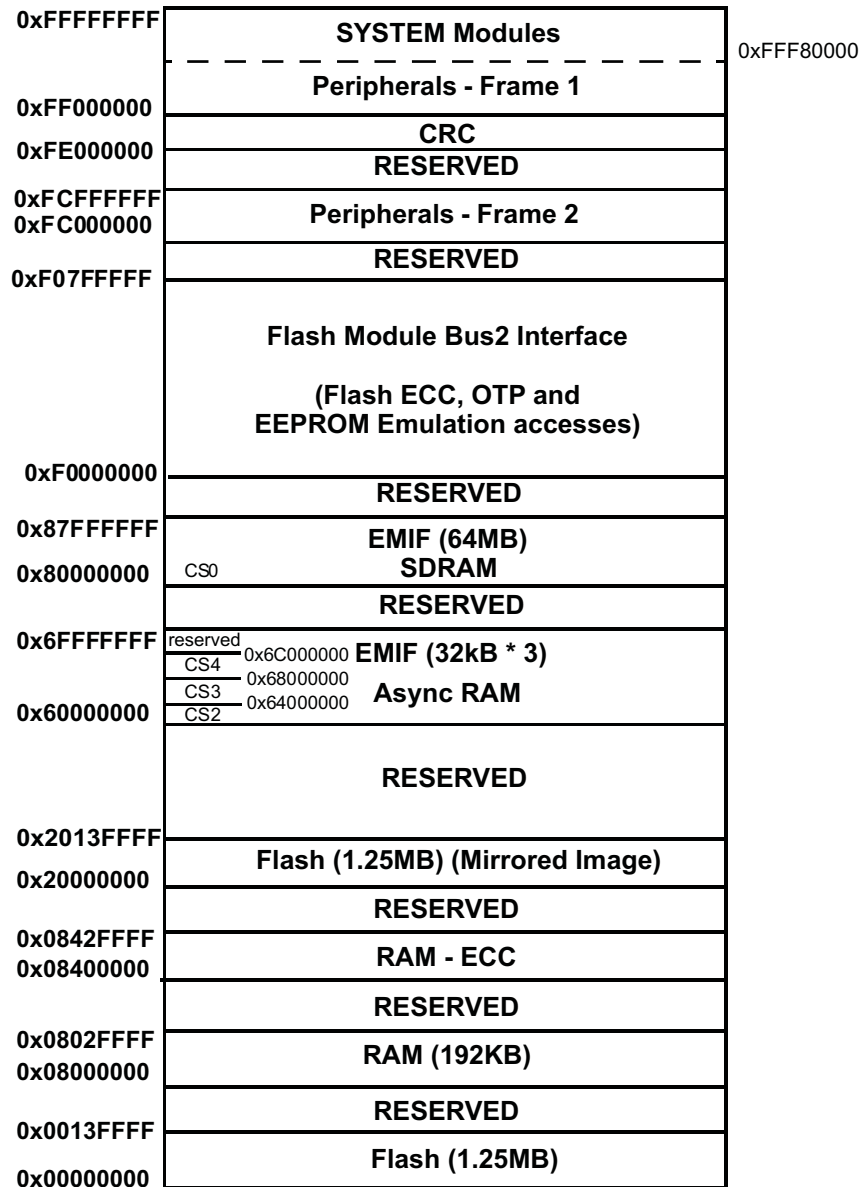 0xFFFFFFFF
SYSTEM Modules
0xFFF80000
Peripherals - Frame 1
0xFF000000
CRC
0xFE000000
RESERVED
0xFCFFFFFF
Peripherals - Frame 2
0xFC000000
RESERVED
0xF07FFFFF
Flash Module Bus2 Interface
(Flash ECC, OTP and
EEPROM Emulation accesses)
0xF0000000
RESERVED
0x87FFFFFF
EMIF (64MB)
0x80000000 CS0 SDRAM
RESERVED
0x6FFFFFFF reserved
0x6C000000 EMIF (32kB * 3)
CS4
0x68000000
CS3 Async RAM
0x64000000
0x60000000 CS2
RESERVED
0x2013FFFF
Flash (1.25MB) (Mirrored Image)
0x20000000
RESERVED
0x0842FFFF
RAM - ECC
0x08400000
RESERVED
0x0802FFFF
RAM (192KB)
0x08000000
RESERVED
0x0013FFFF
Flash (1.25MB)
0x00000000